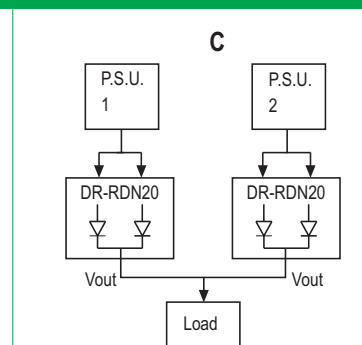 C
P.S.U.
1
P.S.U.
2
DR-RDN20
DR-RDN20
Vout
Vout
Load